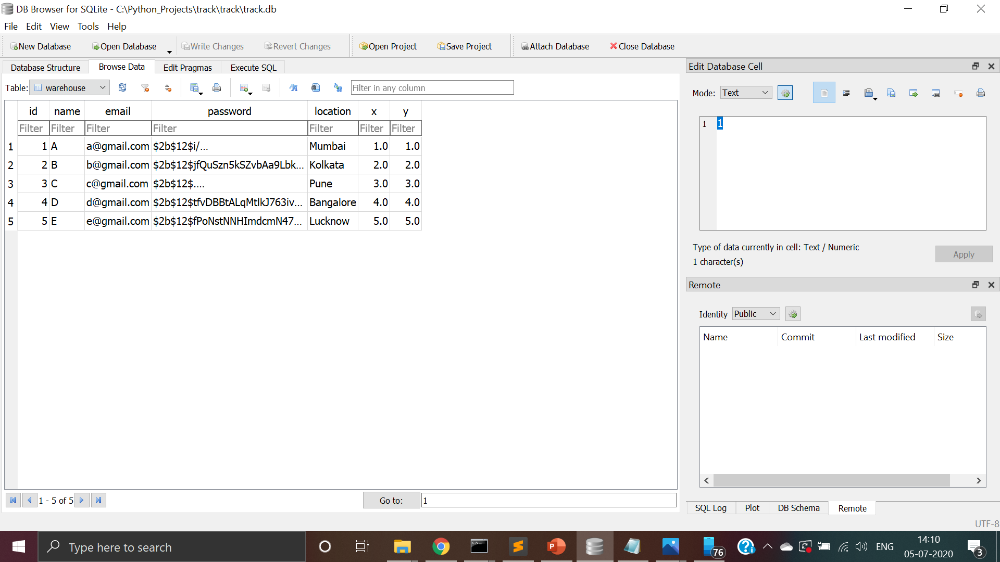 DB Browser for SQLite - C:\Python_Projects\track\track\track.db
File Edit View Tools Help
New Database Open Database Write Changes Revert Changes Open Project Save Project Attach Database Close Database
Database Structure Browse Data Edit Pragmas Execute SQL
Table: warehouse Filter in any column
id name email password location x y
Filter Filter Filter Filter Filter Filter Filter
1 1 A a@gmail.com $2b$12$i/... Mumbai 1.0 1.0
2 2 B b@gmail.com $2b$12$jfQuSzn5kSZvbAa9Lbk... Kolkata 2.0 2.0
3 3 C c@gmail.com $2b$12$.... Pune 3.0 3.0
4 4 D d@gmail.com $2b$12$tfvDBBtALqMtlkJ763iv... Bangalore 4.0 4.0
5 5 E e@gmail.com $2b$12$fPoNstNNHImdcmN47... Lucknow 5.0 5.0
1 - 5 of 5 Go to: 1
Edit Database Cell
Mode: Text
1 1
Type of data currently in cell: Text / Numeric
1 character(s)
Apply
Remote
Identity Public
Name Commit Last modified Size
SQL Log Plot DB Schema Remote
UTF-8
Type here to search
76
ENG
14:10
05-07-2020
3